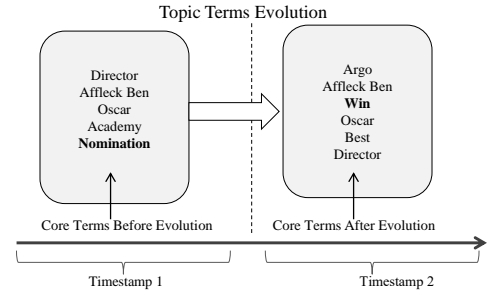 Topic Terms Evolution
Director
Affleck Ben
Oscar
Academy
Nomination
Core Terms Before Evolution
Timestamp 1
Argo
Affleck Ben
Win
Oscar
Best
Director
Core Terms After Evolution
Timestamp 2